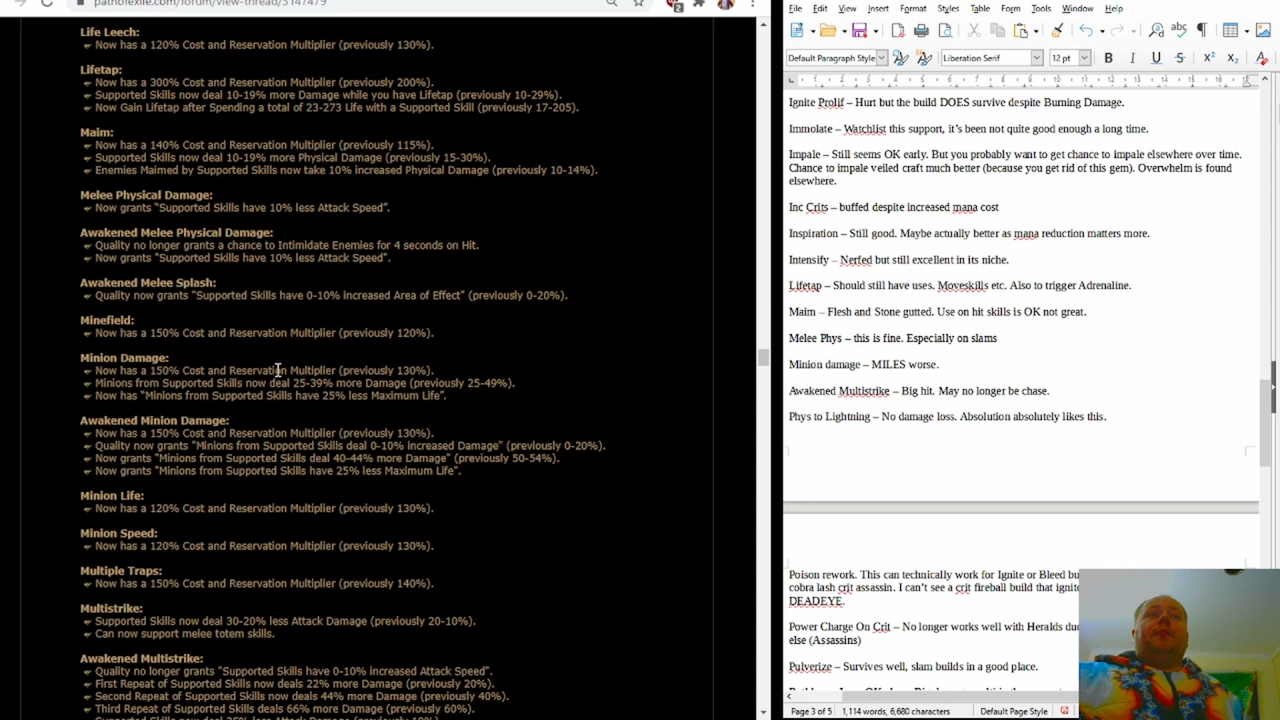 pathofexile.com/forum/view-thread/3147479
2
Life Leech:
Now has a 120% Cost and Reservation Multiplier (previously 130%).
Lifetap:
Now has a 300% Cost and Reservation Multiplier (previously 200%).
Supported Skills now deal 10-19% more Damage while you have Lifetap (previously 10-29%).
Now Gain Lifetap after Spending a total of 23-273 Life with a Supported Skill (previously 17-205).
Maim:
Now has a 140% Cost and Reservation Multiplier (previously 115%).
Supported Skills now deal 10-19% more Physical Damage (previously 15-30%).
Enemies Maimed by Supported Skills now take 10% increased Physical Damage (previously 10-14%).
Melee Physical Damage:
Now grants "Supported Skills have 10% less Attack Speed".
Awakened Melee Physical Damage:
Quality no longer grants a chance to Intimidate Enemies for 4 seconds on Hit.
Now grants "Supported Skills have 10% less Attack Speed".
Awakened Melee Splash:
Quality now grants "Supported Skills have 0-10% increased Area of Effect" (previously 0-20%).
Minefield:
Now has a 150% Cost and Reservation Multiplier (previously 120%).
Minion Damage:
Now has a 150% Cost and Reservation Multiplier (previously 130%).
Minions from Supported Skills now deal 25-39% more Damage (previously 25-49%).
Now has "Minions from Supported Skills have 25% less Maximum Life".
Awakened Minion Damage:
Now has a 150% Cost and Reservation Multiplier (previously 130%).
Quality now grants "Minions from Supported Skills deal 0-10% increased Damage" (previously 0-20%).
Now grants "Minions from Supported Skills deal 40-44% more Damage" (previously 50-54%).
Now grants "Minions from Supported Skills have 25% less Maximum Life".
Minion Life:
Now has a 120% Cost and Reservation Multiplier (previously 130%).
Minion Speed:
Now has a 120% Cost and Reservation Multiplier (previously 130%).
Multiple Traps:
Now has a 150% Cost and Reservation Multiplier (previously 140%).
Multistrike:
Supported Skills now deal 30-20% less Attack Damage (previously 20-10%).
Can now support melee totem skills.
Awakened Multistrike:
Quality no longer grants "Supported Skills have 0-10% increased Attack Speed".
First Repeat of Supported Skills now deals 22% more Damage (previously 20%).
Second Repeat of Supported Skills now deals 44% more Damage (previously 40%).
Third Repeat of Supported Skills deals 66% more Damage (previously 60%).
File Edit View Insert Format Styles Table Form Tools Window Help
Default Paragraph Style Liberation Serif 12 pt
Ignite Prolif – Hurt but the build DOES survive despite Burning Damage.
Immolate – Watchlist this support, it's been not quite good enough a long time.
Impale – Still seems OK early. But you probably want to get chance to impale elsewhere over time.
Chance to impale veiled craft much better (because you get rid of this gem). Overwhelm is found
elsewhere.
Inc Crits – buffed despite increased mana cost
Inspiration – Still good. Maybe actually better as mana reduction matters more.
Intensify – Nerfed but still excellent in its niche.
Lifetap – Should still have uses. Moveskills etc. Also to trigger Adrenaline.
Maim – Flesh and Stone gutted. Use on hit skills is OK not great.
Melee Phys – this is fine. Especially on slams
Minion damage – MILES worse.
Awakened Multistrike – Big hit. May no longer be chase.
Phys to Lightning – No damage loss. Absolution absolutely likes this.
Poison rework. This can technically work for Ignite or Bleed bu
cobra lash crit assassin. I can't see a crit fireball build that ignite
DEADEYE.
Power Charge On Crit – No longer works well with Heralds du
else (Assassins)
Pulverize – Survives well, slam builds in a good place.
Page 3 of 5 1,114 words, 6,680 characters Default Page Style